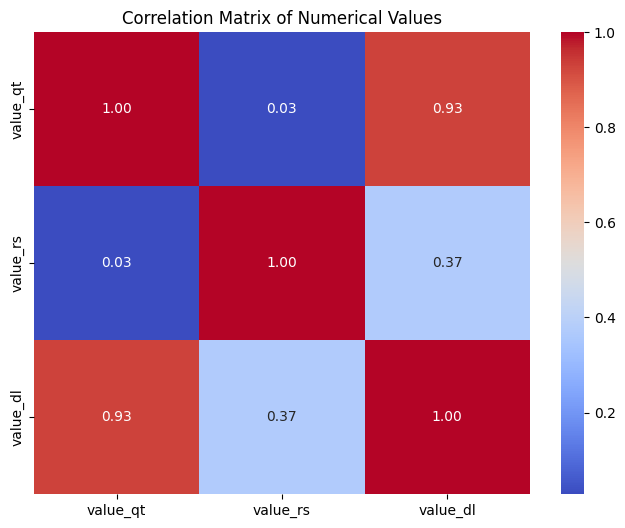 Correlation Matrix of Numerical Values
value_qt
1.00
0.03
0.93
value_rs
0.03
1.00
0.37
value_dl
0.93
0.37
1.00
value_qt
value_rs
value_dl
1.0
0.8
0.6
0.4
0.2